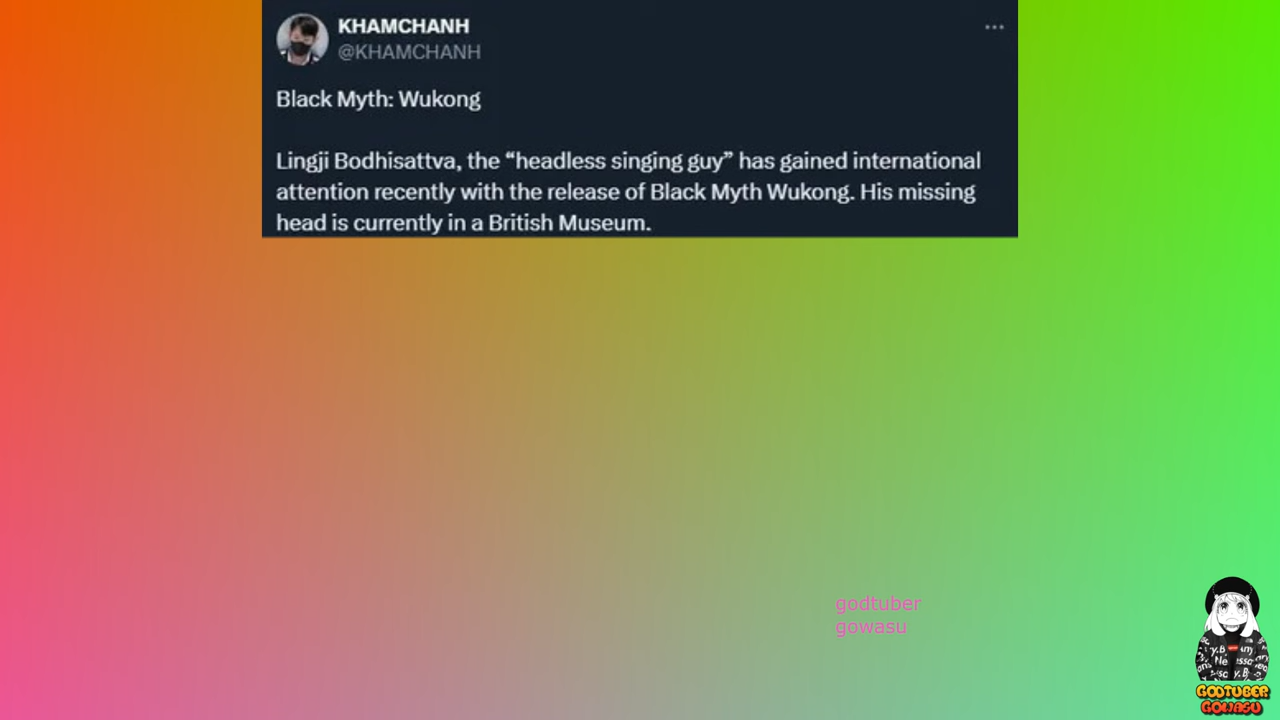 KHAMCHANH
@KHAMCHANH
Black Myth: Wukong
Lingji Bodhisattva, the “headless singing guy” has gained international
attention recently with the release of Black Myth Wukong. His missing
head is currently in a British Museum.
godtuber
gowasu
GODTUBER
GOWASU